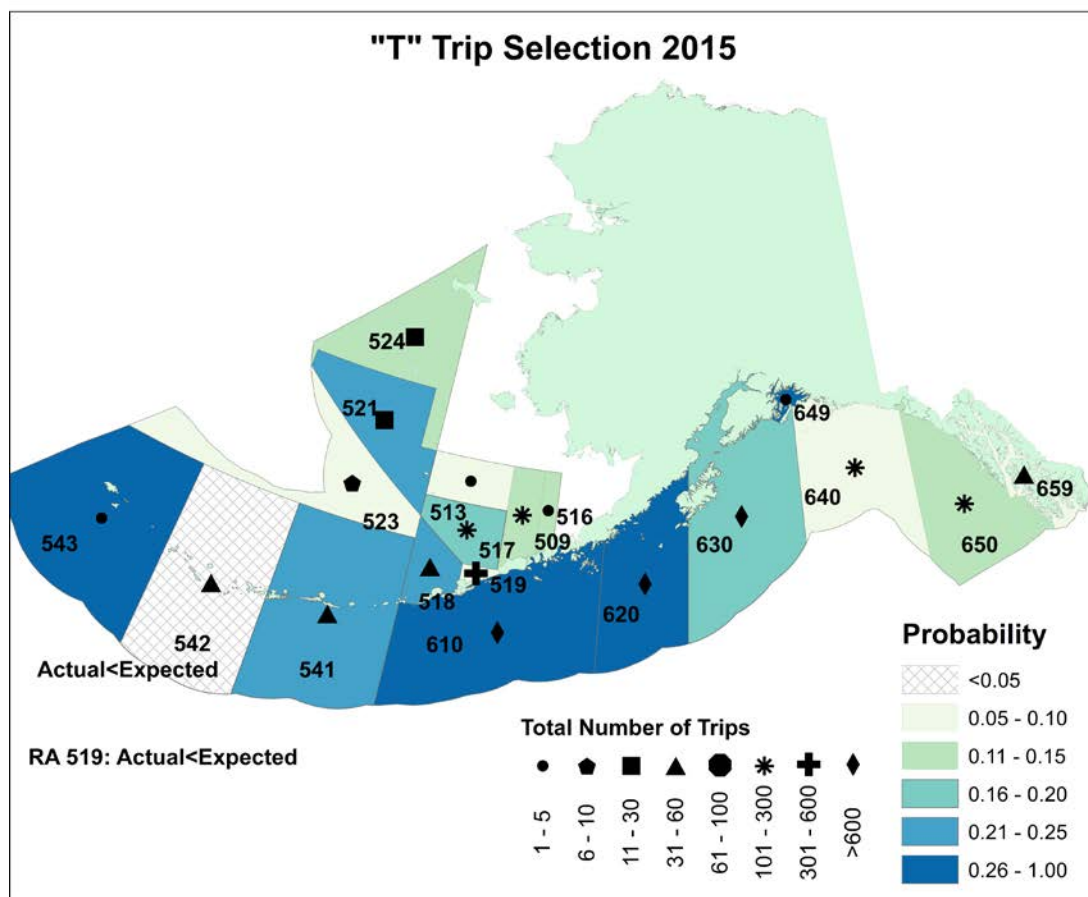 "T" Trip Selection 2015
524
521
649
659
640
650
523
513
516
509
517
630
519
518
543
542
541
610
620
Actual<Expected
RA 519: Actual<Expected
Total Number of Trips
1 - 5
6 - 10
11 - 30
31 - 60
61 - 100
101 - 300
301 - 600
>600
Probability
<0.05
0.05 - 0.10
0.11 - 0.15
0.16 - 0.20
0.21 - 0.25
0.26 - 1.00